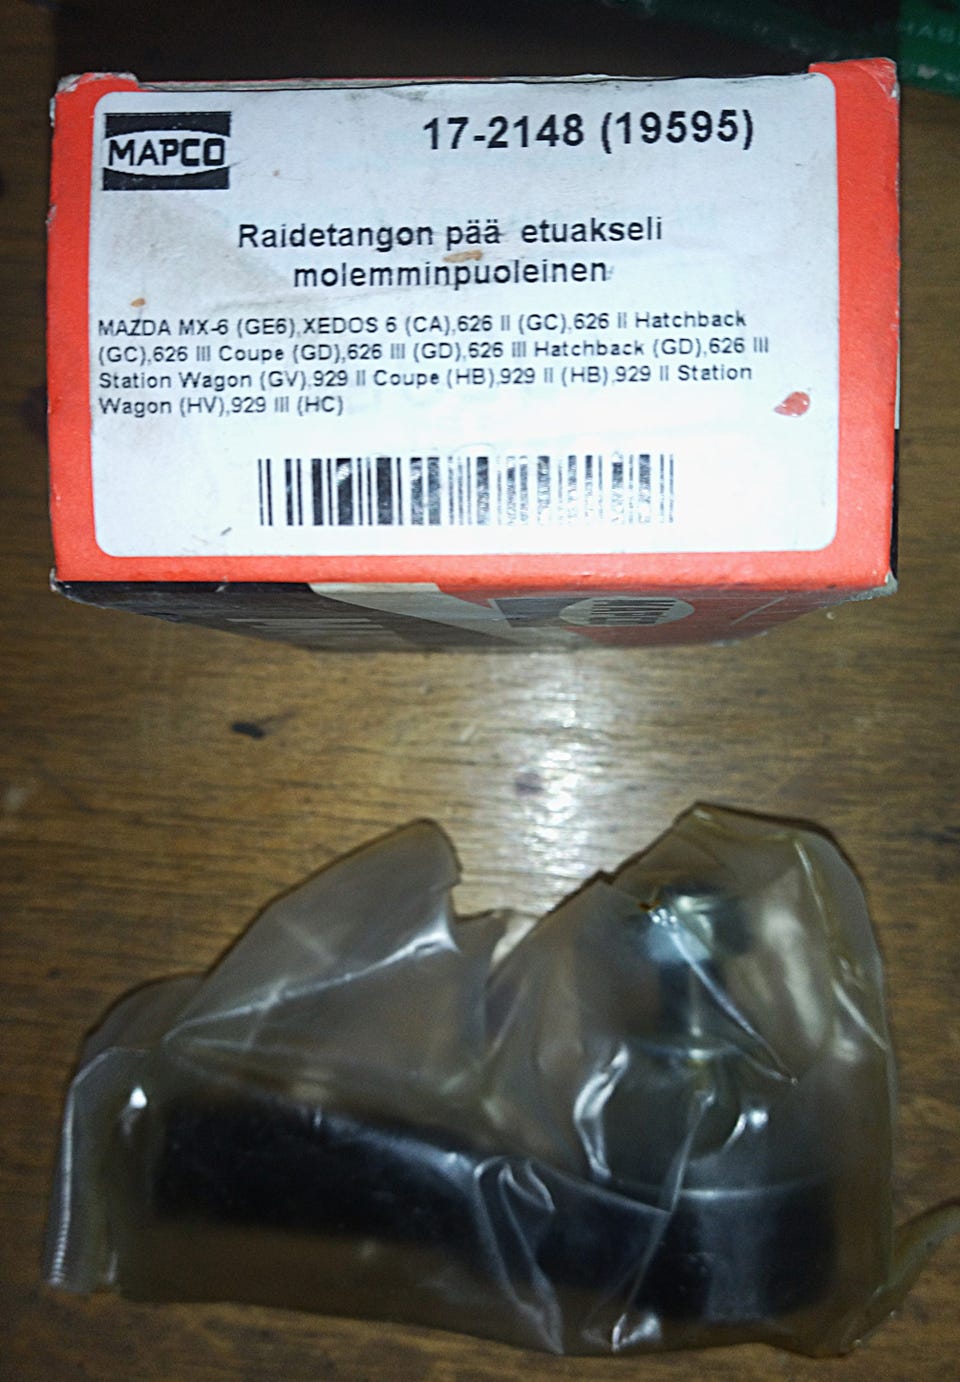 MAPCO
17-2148 (19595)
Raidetangon pää etuakseli
molemminpuoleinen
MAZDA MX-6 (GE6),XEDOS 6 (CA),626 II (GC),626 II Hatchback
(GC),626 III Coupe (GD),626 III (GD),626 III Hatchback (GD),626 III
Station Wagon (GV),929 II Coupe (HB),929 II (HB),929 II Station
Wagon (HV),929 III (HC)